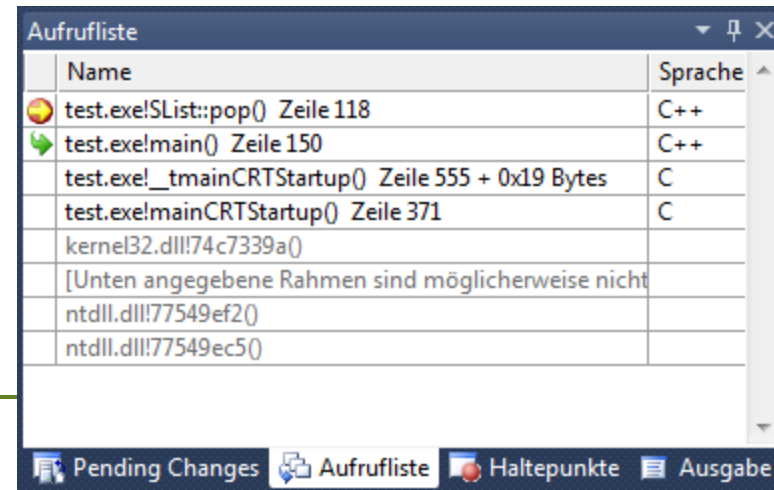 Aufrufliste
Name Sprache
test.exe!SList::pop() Zeile 118 C++
test.exe!main() Zeile 150 C++
test.exe!__tmainCRTStartup() Zeile 555 + 0x19 Bytes C
test.exe!mainCRTStartup() Zeile 371 C
kernel32.dll!74c7339a()
[Unten angegebene Rahmen sind möglicherweise nicht
ntdll.dll!77549ef2()
ntdll.dll!77549ec5()
Pending Changes Aufrufliste Haltepunkte Ausgabe